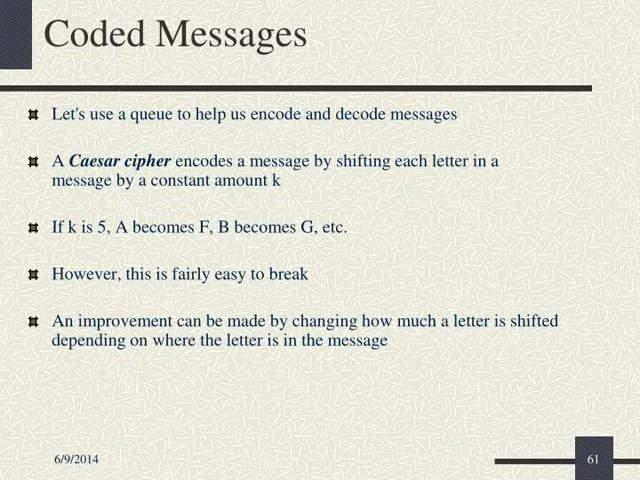 Coded Messages
Let's use a queue to help us encode and decode messages
A Caesar cipher encodes a message by shifting each letter in a
message by a constant amount k
If k is 5, A becomes F, B becomes G, etc.
However, this is fairly easy to break
An improvement can be made by changing how much a letter is shifted
depending on where the letter is in the message
6/9/2014
61